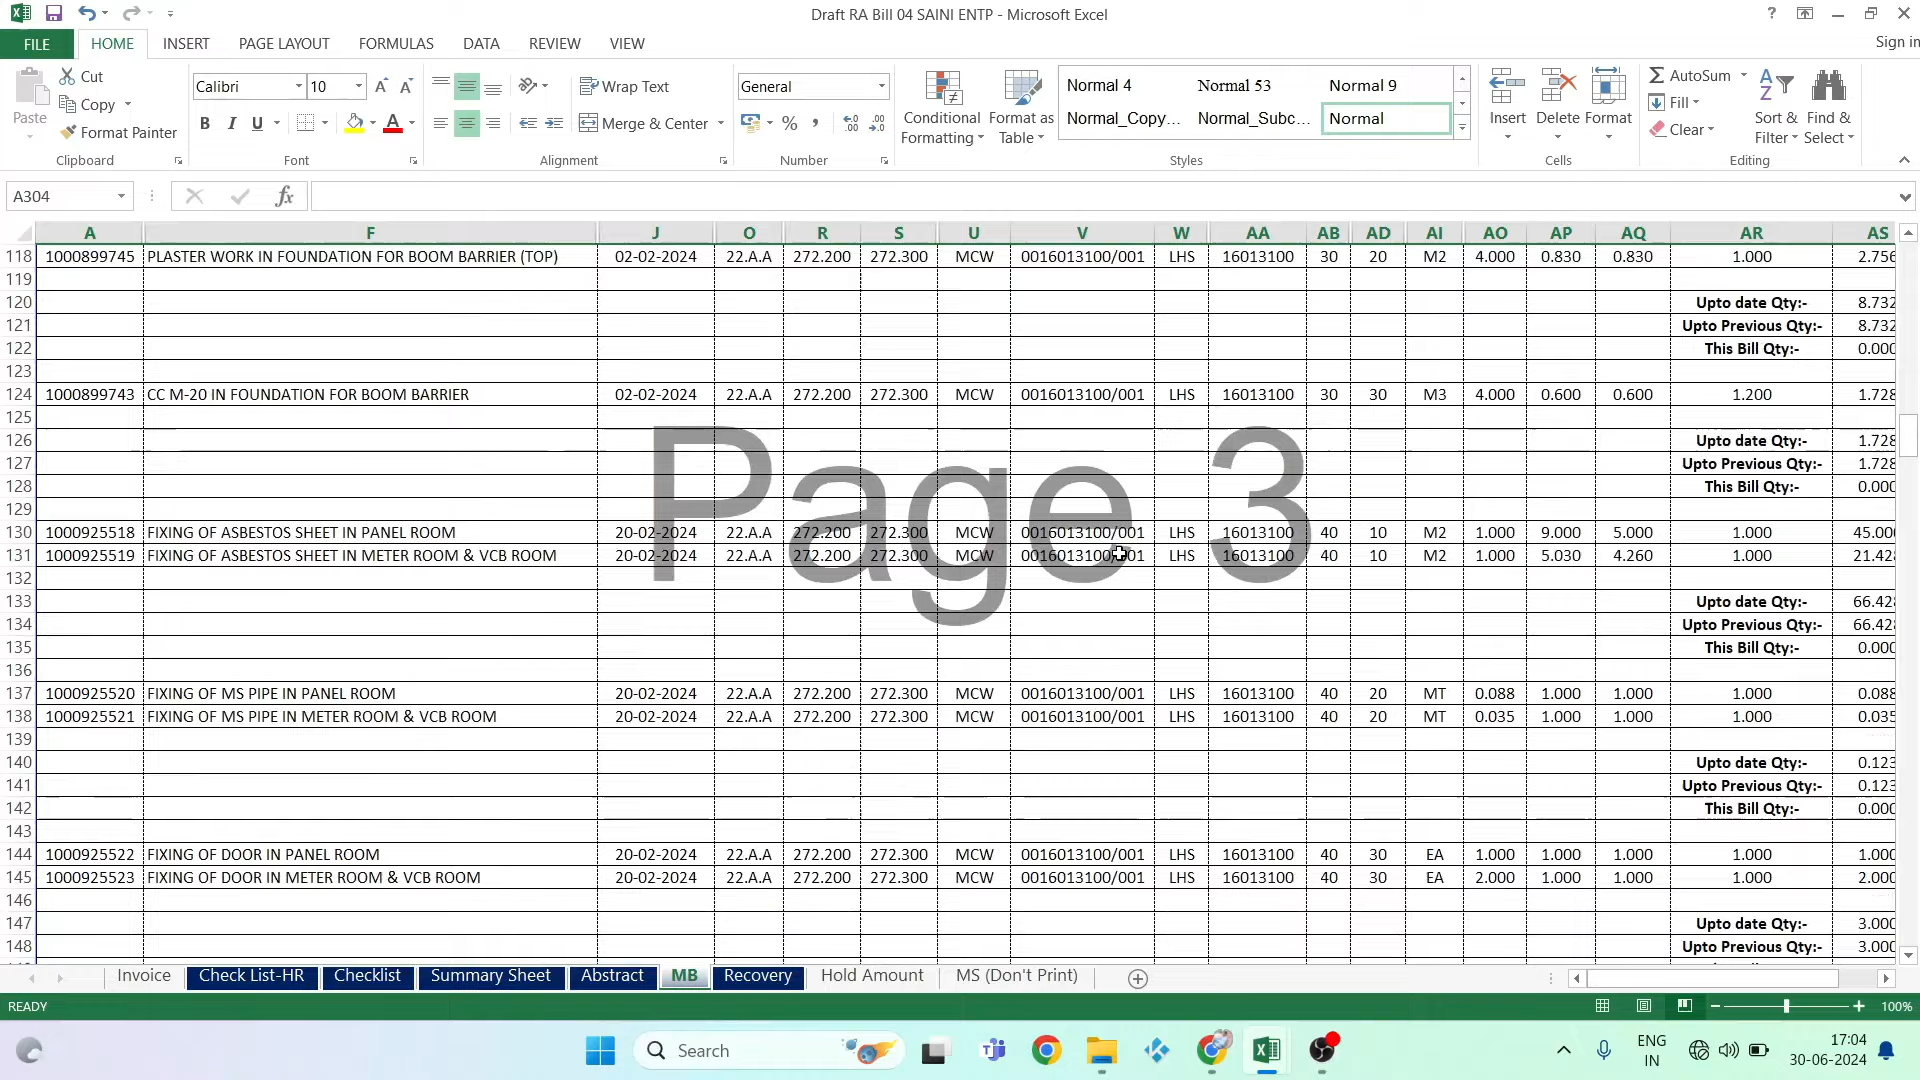 Draft RA Bill 04 SAINI ENTP - Microsoft Excel
FILE HOME INSERT PAGE LAYOUT FORMULAS DATA REVIEW VIEW Sign in
Paste Cut Copy Format Painter Clipboard
Calibri 10 Font
Wrap Text Merge & Center Alignment
General Number
Conditional Formatting Format as Table
Normal 4 Normal 53 Normal 9
Normal_Copy... Normal_Subc... Normal
Styles
Insert Delete Format Cells
AutoSum Fill Clear Sort & Filter Find & Select Editing
A304
A F J O R S U V W AA AB AD AI AO AP AQ AR AS
118 1000899745 PLASTER WORK IN FOUNDATION FOR BOOM BARRIER (TOP) 02-02-2024 22.A.A 272.200 272.300 MCW 0016013100/001 LHS 16013100 30 20 M2 4.000 0.830 0.830 1.000 2.756
119
120 Upto date Qty:- 8.732
121 Upto Previous Qty:- 8.732
122 This Bill Qty:- 0.000
123
124 1000899743 CC M-20 IN FOUNDATION FOR BOOM BARRIER 02-02-2024 22.A.A 272.200 272.300 MCW 0016013100/001 LHS 16013100 30 30 M3 4.000 0.600 0.600 1.200 1.728
125
126 Upto date Qty:- 1.728
127 Upto Previous Qty:- 1.728
128 This Bill Qty:- 0.000
129
Page 3
130 1000925518 FIXING OF ASBESTOS SHEET IN PANEL ROOM 20-02-2024 22.A.A 272.200 272.300 MCW 0016013100/001 LHS 16013100 40 10 M2 1.000 9.000 5.000 1.000 45.000
131 1000925519 FIXING OF ASBESTOS SHEET IN METER ROOM & VCB ROOM 20-02-2024 22.A.A 272.200 272.300 MCW 0016013100/001 LHS 16013100 40 10 M2 1.000 5.030 4.260 1.000 21.428
132
133 Upto date Qty:- 66.428
134 Upto Previous Qty:- 66.428
135 This Bill Qty:- 0.000
136
137 1000925520 FIXING OF MS PIPE IN PANEL ROOM 20-02-2024 22.A.A 272.200 272.300 MCW 0016013100/001 LHS 16013100 40 20 MT 0.088 1.000 1.000 1.000 0.088
138 1000925521 FIXING OF MS PIPE IN METER ROOM & VCB ROOM 20-02-2024 22.A.A 272.200 272.300 MCW 0016013100/001 LHS 16013100 40 20 MT 0.035 1.000 1.000 1.000 0.035
139
140 Upto date Qty:- 0.123
141 Upto Previous Qty:- 0.123
142 This Bill Qty:- 0.000
143
144 1000925522 FIXING OF DOOR IN PANEL ROOM 20-02-2024 22.A.A 272.200 272.300 MCW 0016013100/001 LHS 16013100 40 30 EA 1.000 1.000 1.000 1.000 1.000
145 1000925523 FIXING OF DOOR IN METER ROOM & VCB ROOM 20-02-2024 22.A.A 272.200 272.300 MCW 0016013100/001 LHS 16013100 40 30 EA 2.000 1.000 1.000 1.000 2.000
146
147 Upto date Qty:- 3.000
148 Upto Previous Qty:- 3.000
Invoice Check List-HR Checklist Summary Sheet Abstract MB Recovery Hold Amount MS (Don't Print)
READY 100%
Search
ENG IN 17:04 30-06-2024